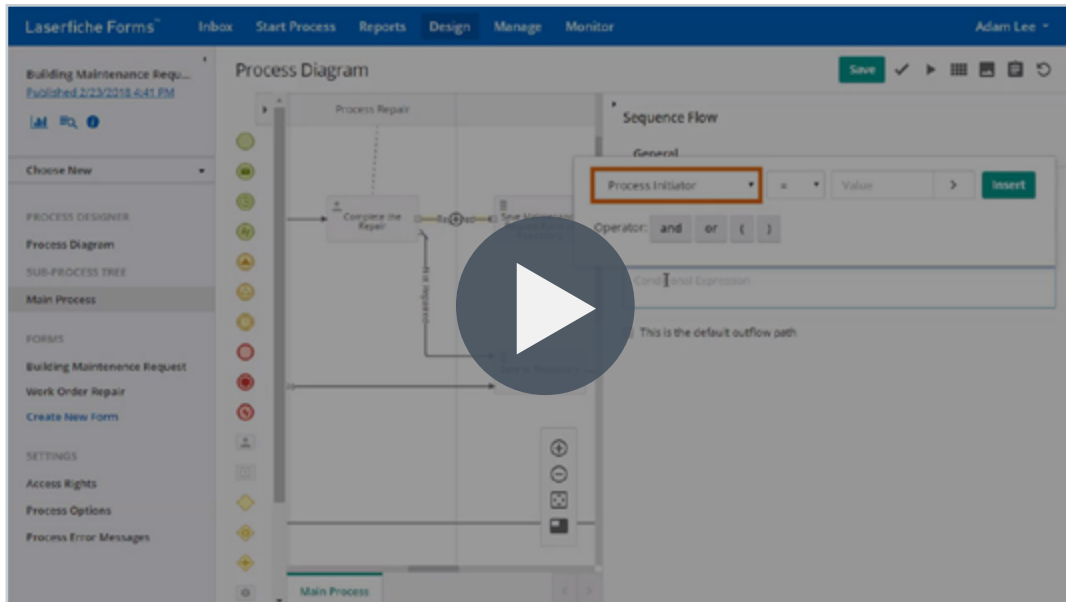 Laserfiche Forms™ Inbox Start Process Reports Design Manage Monitor Adam Lee
Building Maintenance Requ...
Published 2/23/2018 4:41 PM
Choose New
PROCESS DESIGNER
Process Diagram
SUB-PROCESS TREE
Main Process
FORMS
Building Maintenence Request
Work Order Repair
Create New Form
SETTINGS
Access Rights
Process Options
Process Error Messages
Process Diagram
Save
Process Repair
Complete the
Repair
Save Maintenance
Main Process
Sequence Flow
General
Process Initiator = Value > Insert
Operator: and or ( )
Conditional Expression
This is the default outflow path